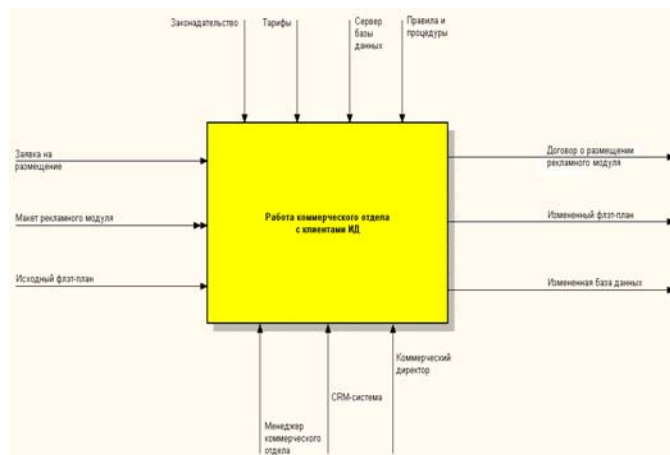 Законадательство
Тарифы
Сервер
базы
данных
Правила и
процедуры
Заявка на
размещение
Макет рекламного модуля
Исходный флэт-план
Работа коммерческого отдела
с клиентами ИД
Договор о размещении
рекламного модуля
Измененный флэт-план
Измененная база данных
Менеджер
коммерческого
отдела
CRM-система
Коммерческий
директор